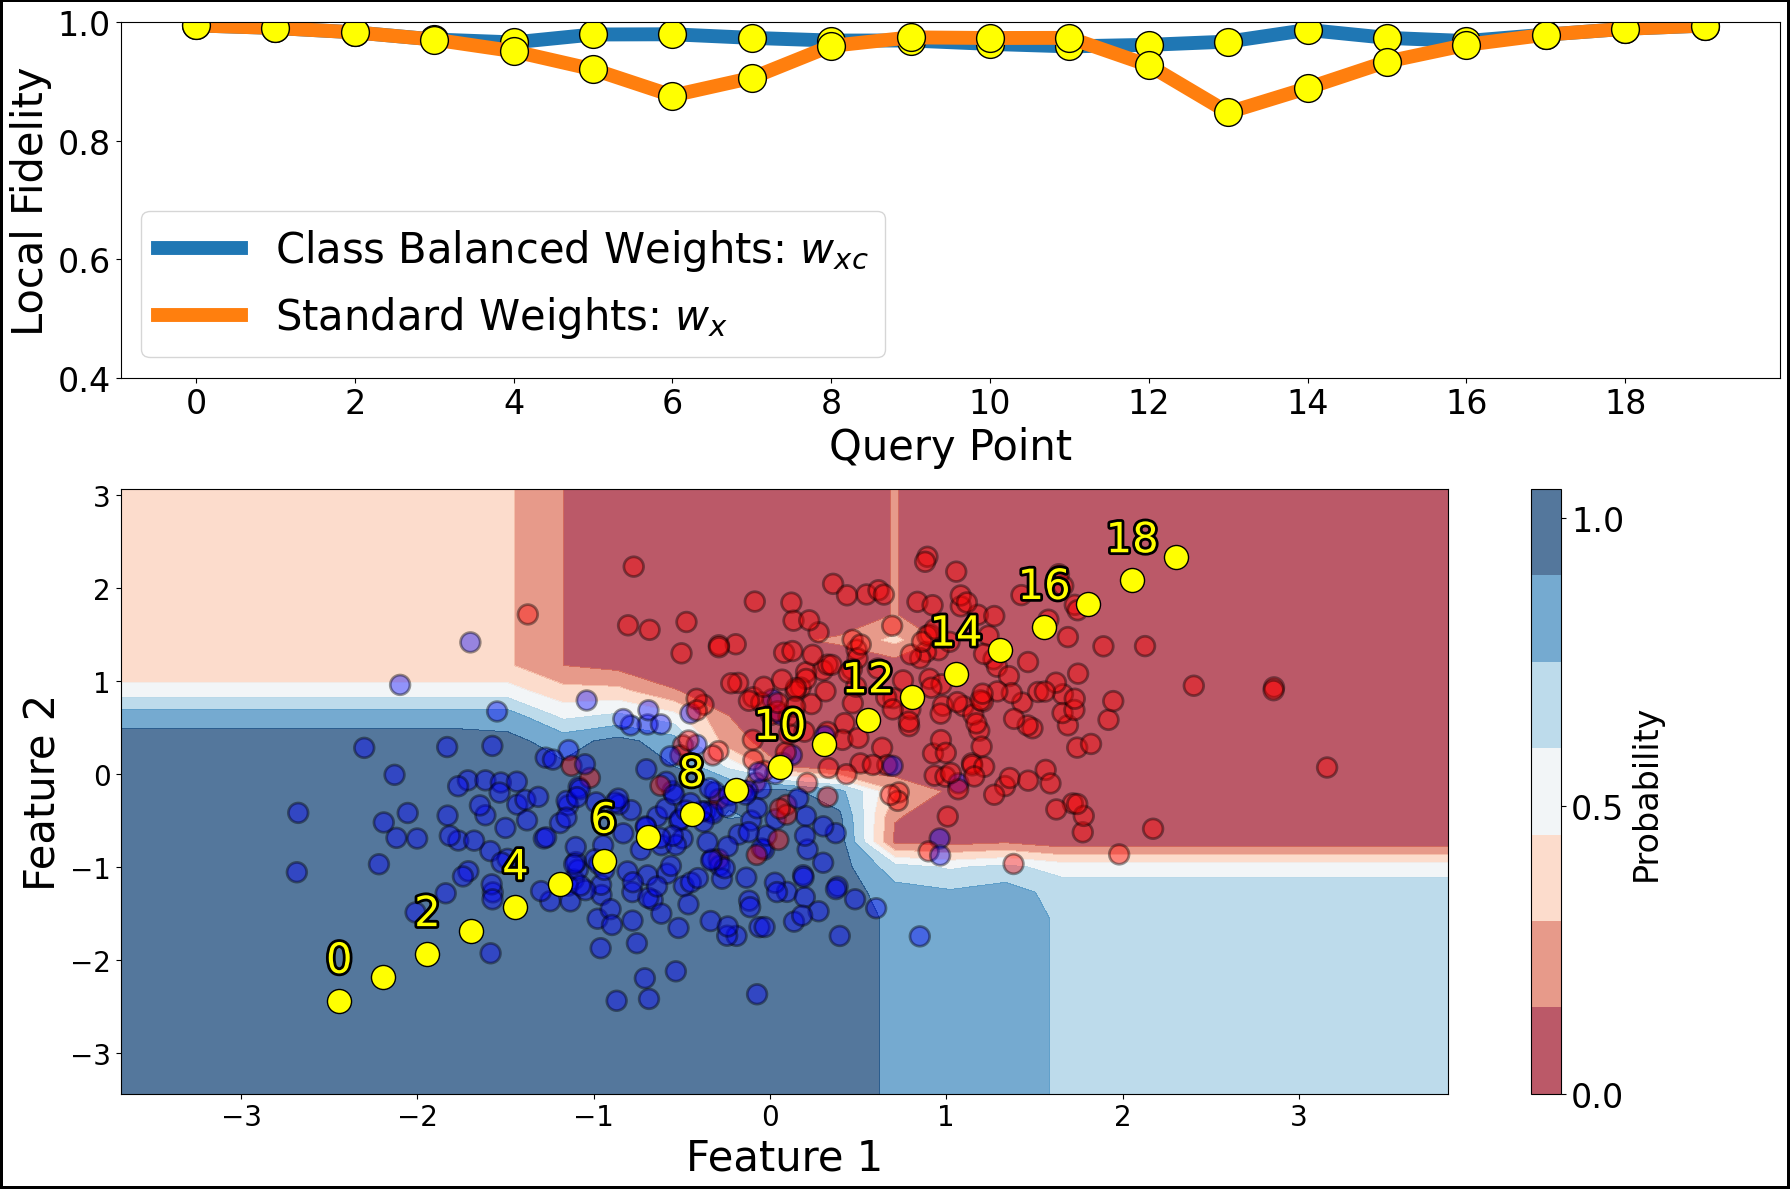 1.0
0.8
0.6
0.4
Local Fidelity
Class Balanced Weights: w_xc
Standard Weights: w_x
0 2 4 6 8 10 12 14 16 18
Query Point
3
2
1
0
−1
−2
−3
Feature 2
0
2
4
6
8
10
12
14
16
18
−3 −2 −1 0 1 2 3
Feature 1
1.0
0.5
0.0
Probability